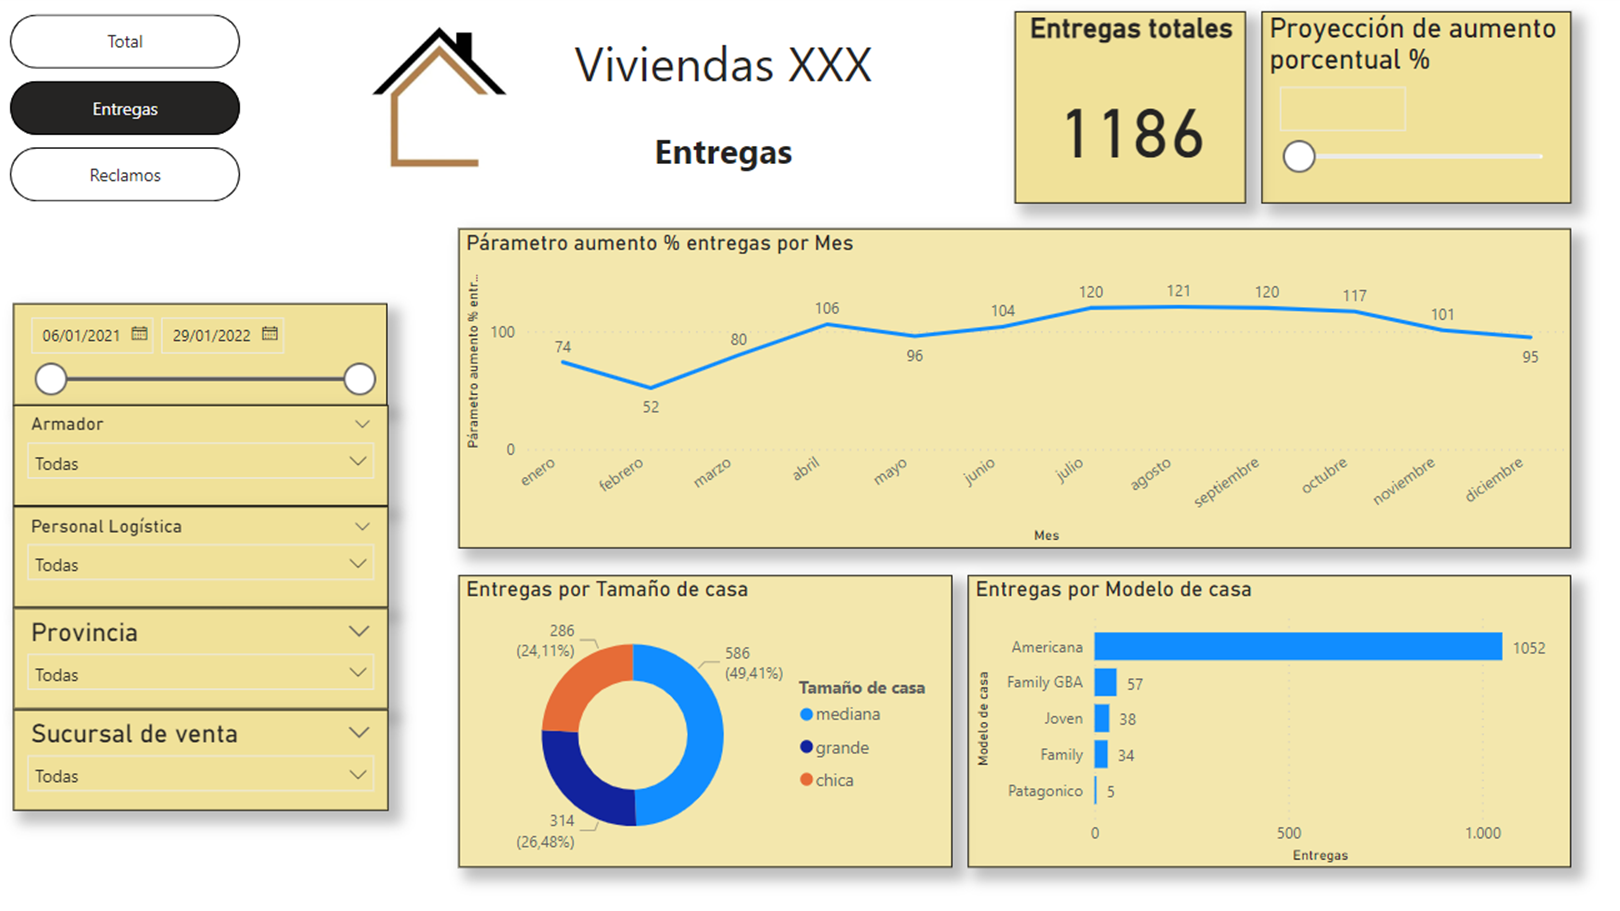 Total
Entregas
Reclamos
Viviendas XXX
Entregas
Entregas totales
1186
Proyección de aumento
porcentual %
06/01/2021
29/01/2022
Armador
Todas
Personal Logística
Todas
Provincia
Todas
Sucursal de venta
Todas
Párametro aumento % entregas por Mes
Párametro aumento % entr...
100
0
74
52
80
106
96
104
120
121
120
117
101
95
enero
febrero
marzo
abril
mayo
junio
julio
agosto
septiembre
octubre
noviembre
diciembre
Mes
Entregas por Tamaño de casa
286
(24,11%)
586
(49,41%)
314
(26,48%)
Tamaño de casa
mediana
grande
chica
Entregas por Modelo de casa
Modelo de casa
Americana 1052
Family GBA 57
Joven 38
Family 34
Patagonico 5
0 500 1.000
Entregas